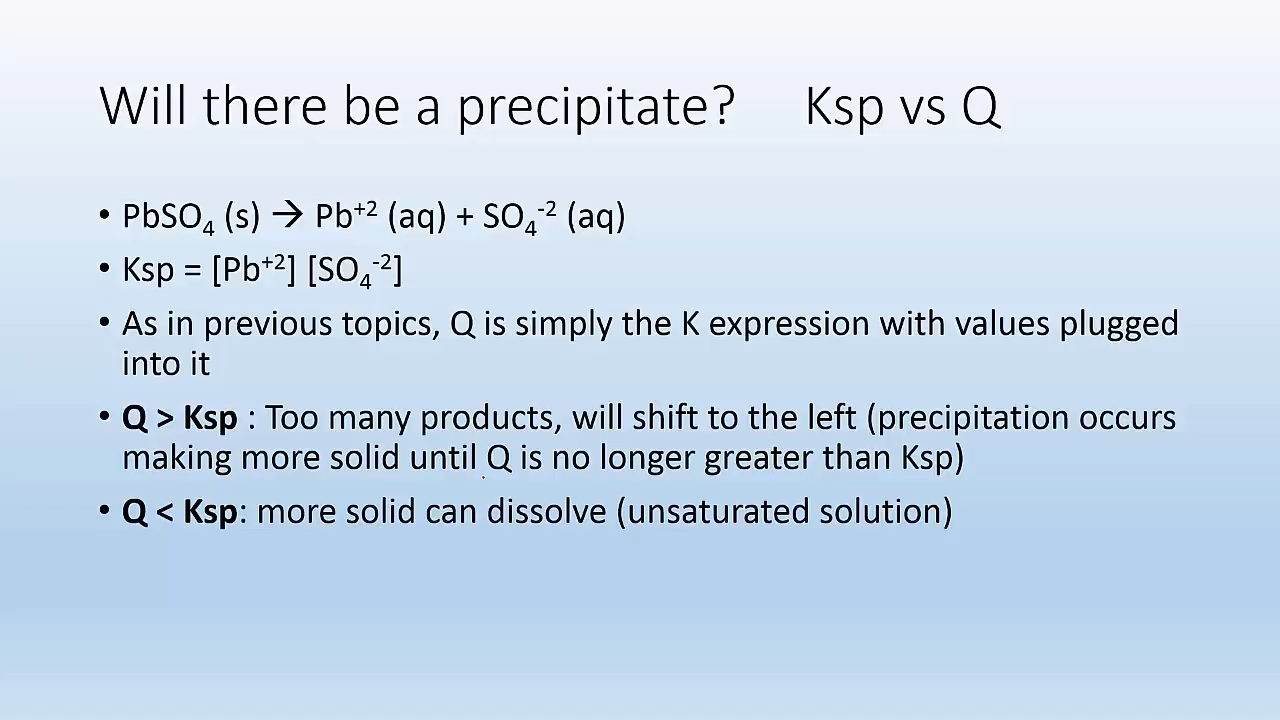 Will there be a precipitate? Ksp vs Q
• PbSO₄ (s) → Pb⁺² (aq) + SO₄⁻² (aq)
• Ksp = [Pb⁺²] [SO₄⁻²]
• As in previous topics, Q is simply the K expression with values plugged
into it
• Q > Ksp : Too many products, will shift to the left (precipitation occurs
making more solid until Q is no longer greater than Ksp)
• Q < Ksp: more solid can dissolve (unsaturated solution)